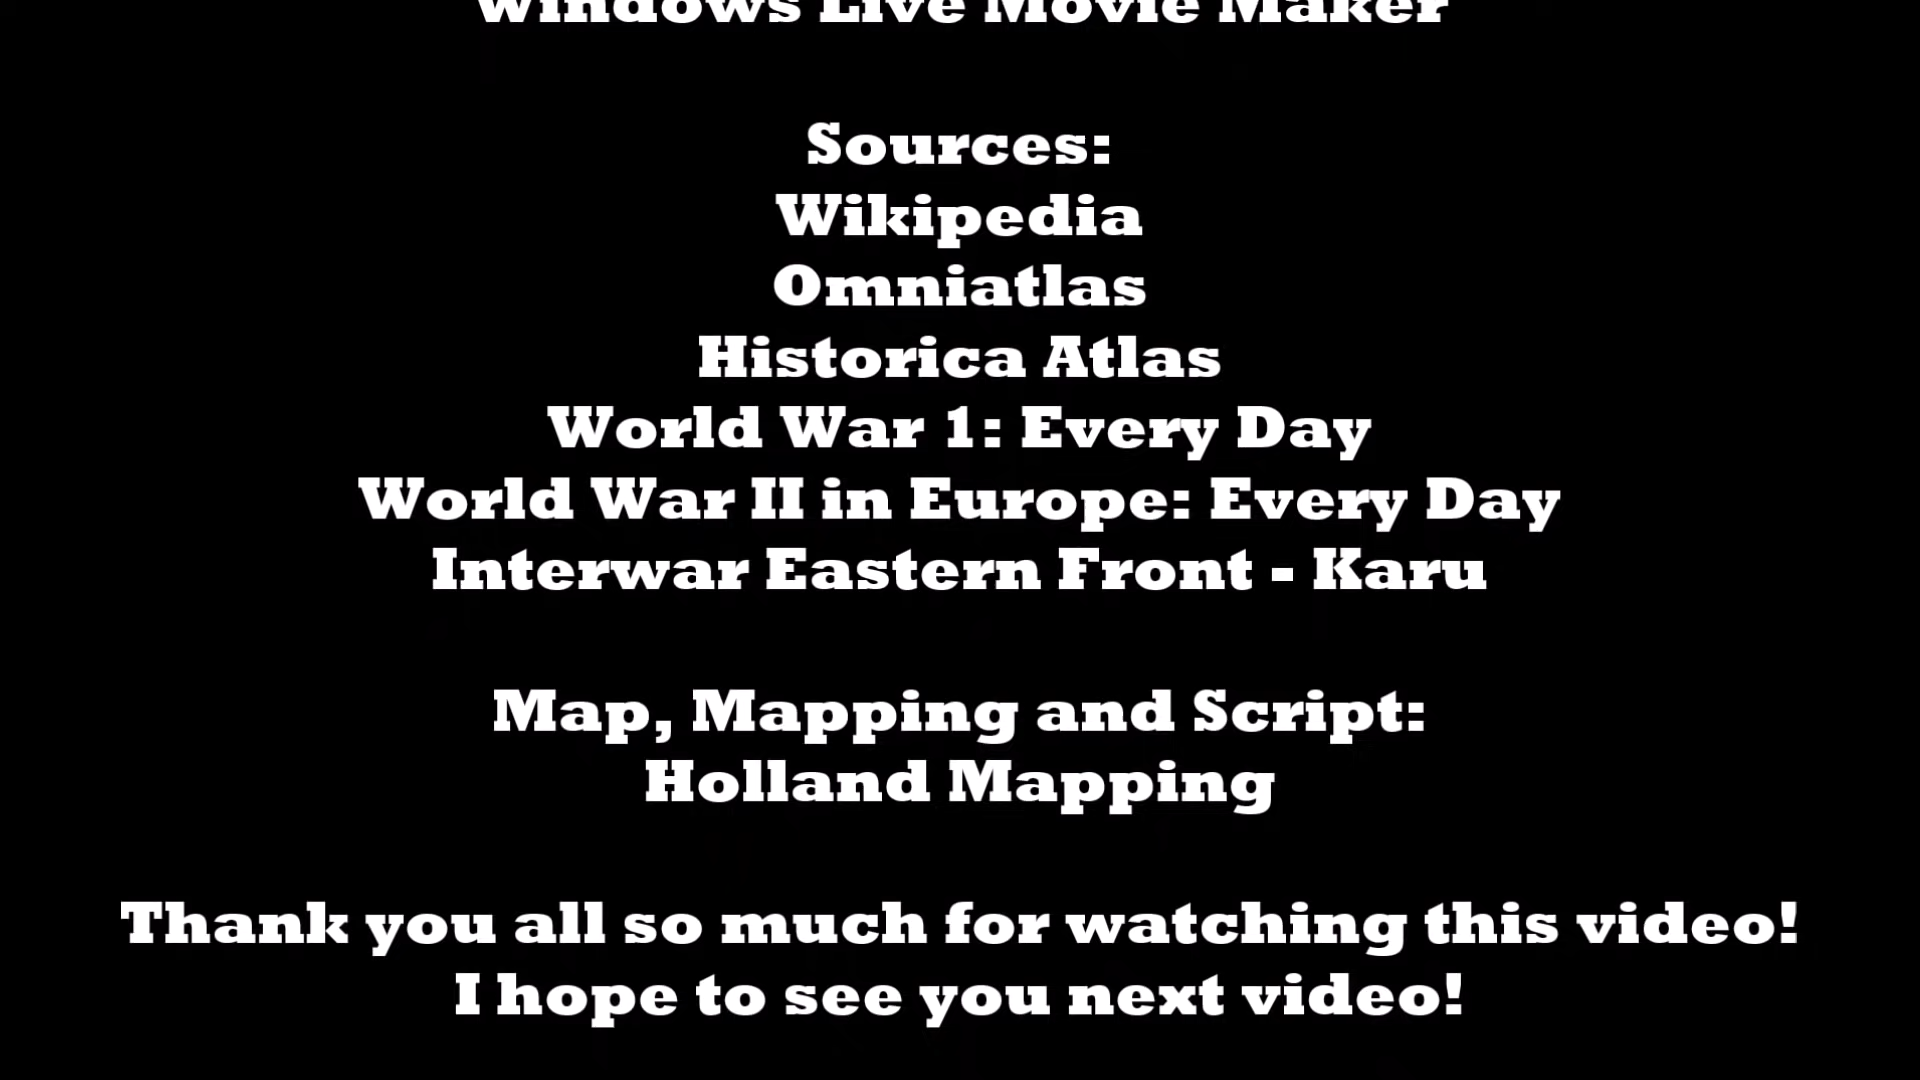 Windows Live Movie Maker
Sources:
Wikipedia
Omniatlas
Historica Atlas
World War 1: Every Day
World War II in Europe: Every Day
Interwar Eastern Front - Karu
Map, Mapping and Script:
Holland Mapping
Thank you all so much for watching this video!
I hope to see you next video!